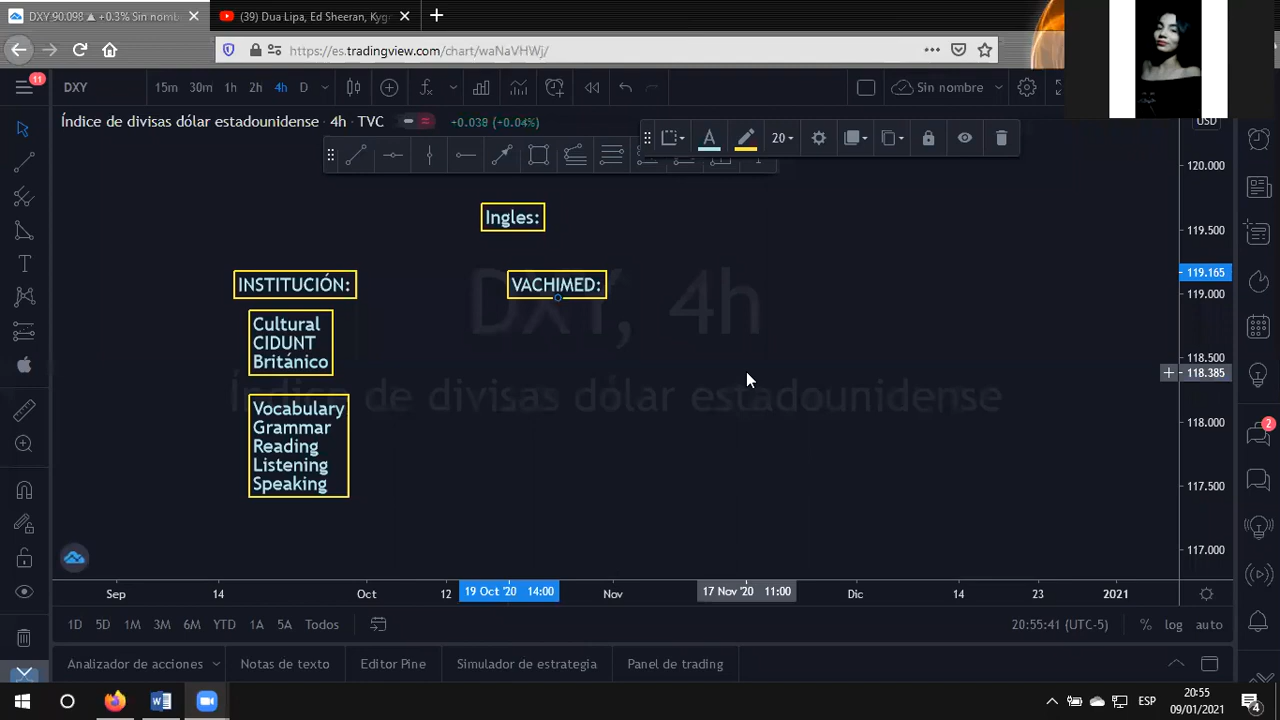 DXY 90.098 ▲ +0.3% Sin nomb
(39) Dua Lipa, Ed Sheeran, Kyg
https://es.tradingview.com/chart/waNaVHWj/
11
DXY
15m 30m 1h 2h 4h D
Sin nombre
Índice de divisas dólar estadounidense · 4h · TVC
+0.038 (+0.04%)
USD
20
120.000
Ingles:
119.500
INSTITUCIÓN:
VACHIMED:
119.165
119.000
DXY, 4h
Índice de divisas dólar estadounidense
Cultural
CIDUNT
Británico
118.500
118.385
Vocabulary
Grammar
Reading
Listening
Speaking
118.000
2
117.500
117.000
Sep 14 Oct 12 19 Oct '20 14:00 Nov 17 Nov '20 11:00 Dic 14 23 2021
1D 5D 1M 3M 6M YTD 1A 5A Todos
20:55:41 (UTC-5) % log auto
Analizador de acciones Notas de texto Editor Pine Simulador de estrategia Panel de trading
ESP
20:55
09/01/2021
4